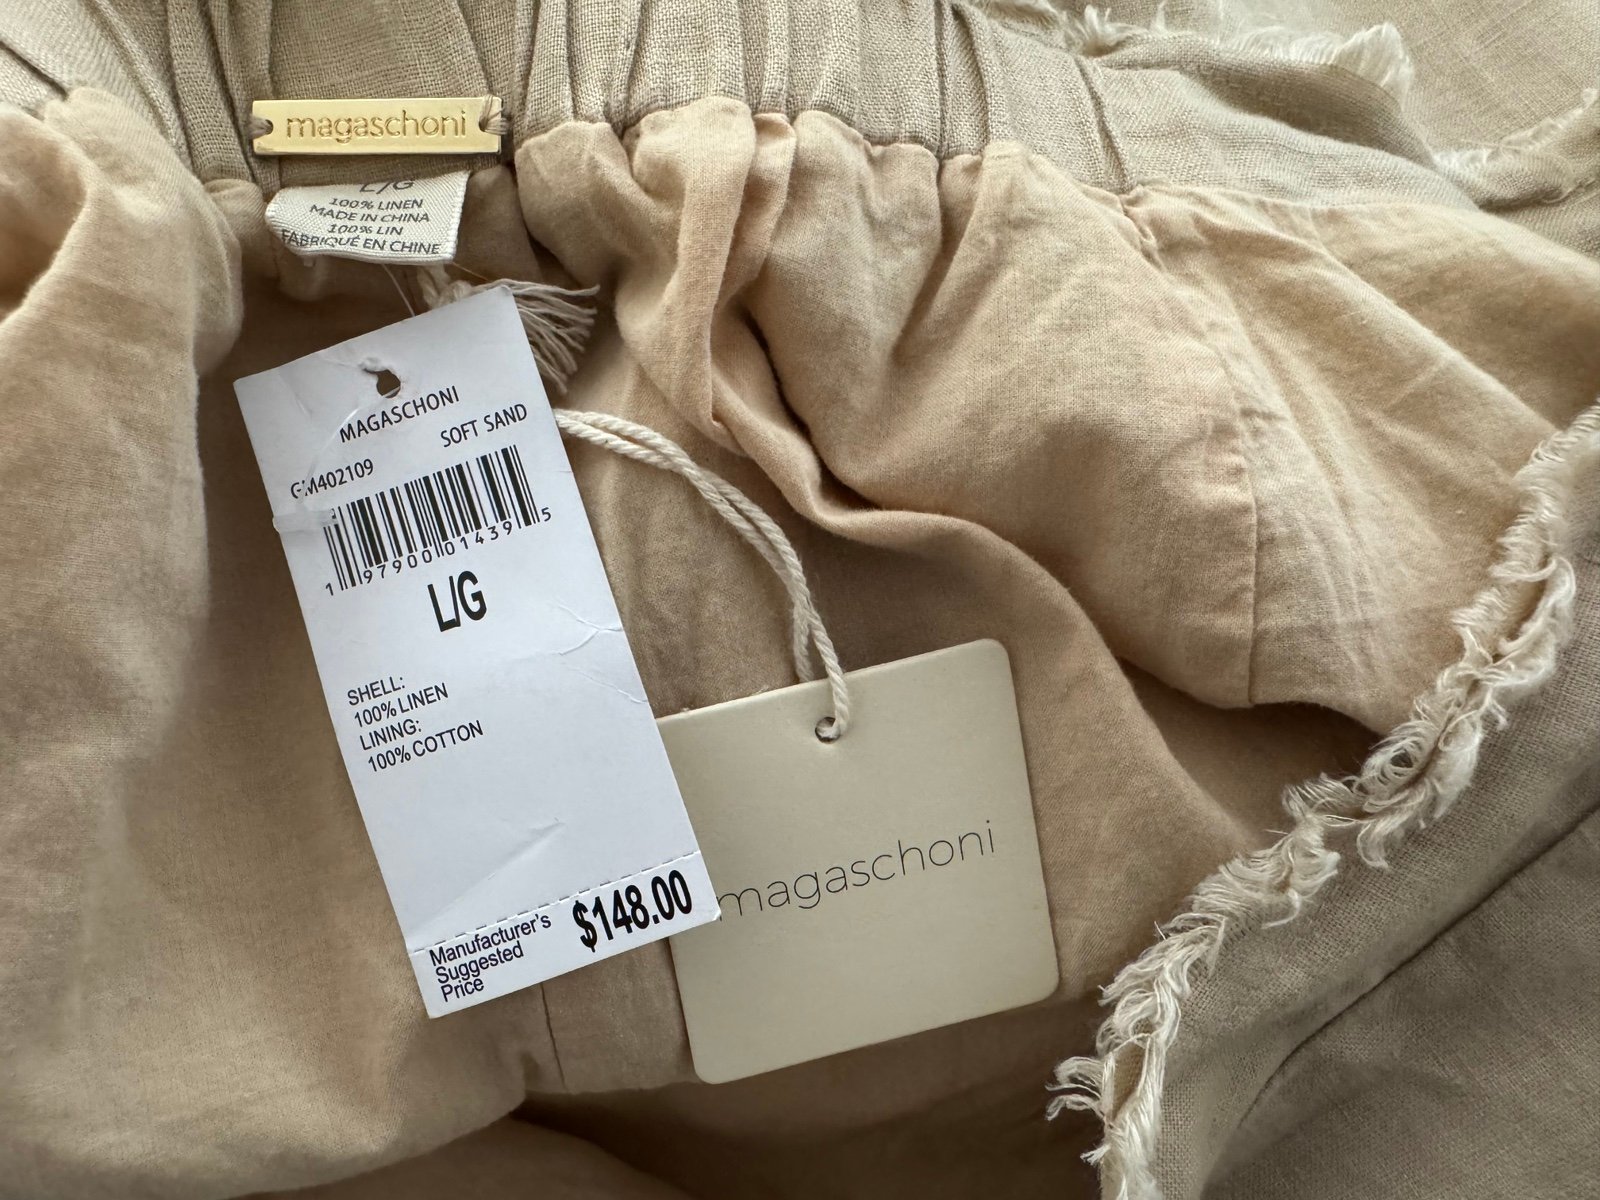 magaschoni
L/G
100% LINEN
MADE IN CHINA
100% LIN
FABRIQUÉ EN CHINE
MAGASCHONI
SOFT SAND
GM402109
1 97900 01439 5
L/G
SHELL:
100% LINEN
LINING:
100% COTTON
Manufacturer's
Suggested
Price
$148.00
magaschoni